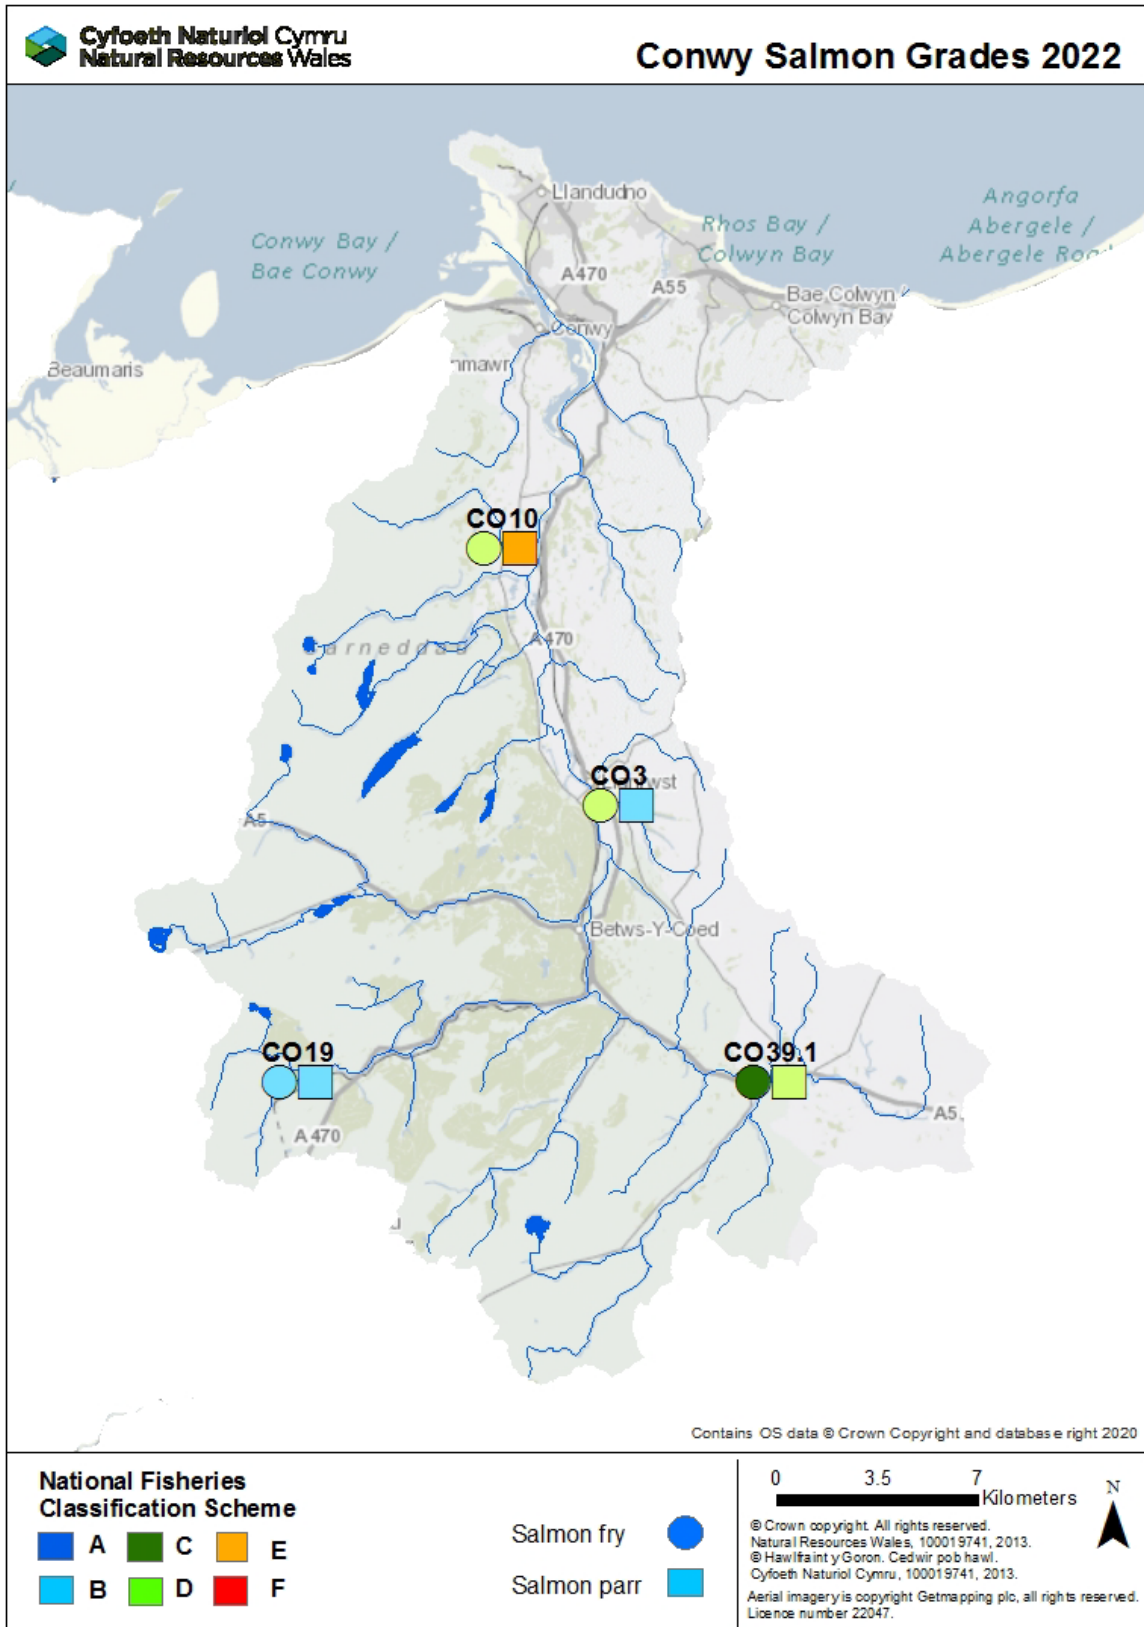 Cyfoeth Naturiol Cymru
Natural Resources Wales
Conwy Salmon Grades 2022
Llandudno
Angorfa
Abergele /
Abergele Road
Rhos Bay /
Colwyn Bay
Conwy Bay /
Bae Conwy
A470
A55
Bae Colwyn /
Colwyn Bay
Conwy
nmawr
Beaumaris
CO10
Carneddau
A470
CO3
A5
Betws-Y-Coed
CO19
CO39.1
A5
A470
Contains OS data © Crown Copyright and database right 2020
National Fisheries
Classification Scheme
A C E
B D F
Salmon fry
Salmon parr
0 3.5 7
Kilometers
N
© Crown copyright. All rights reserved.
Natural Resources Wales, 100019741, 2013.
© Hawlfraint y Goron. Cedwir pob hawl.
Cyfoeth Naturiol Cymru, 100019741, 2013.
Aerial imagery is copyright Getmapping plc, all rights reserved.
Licence number 22047.